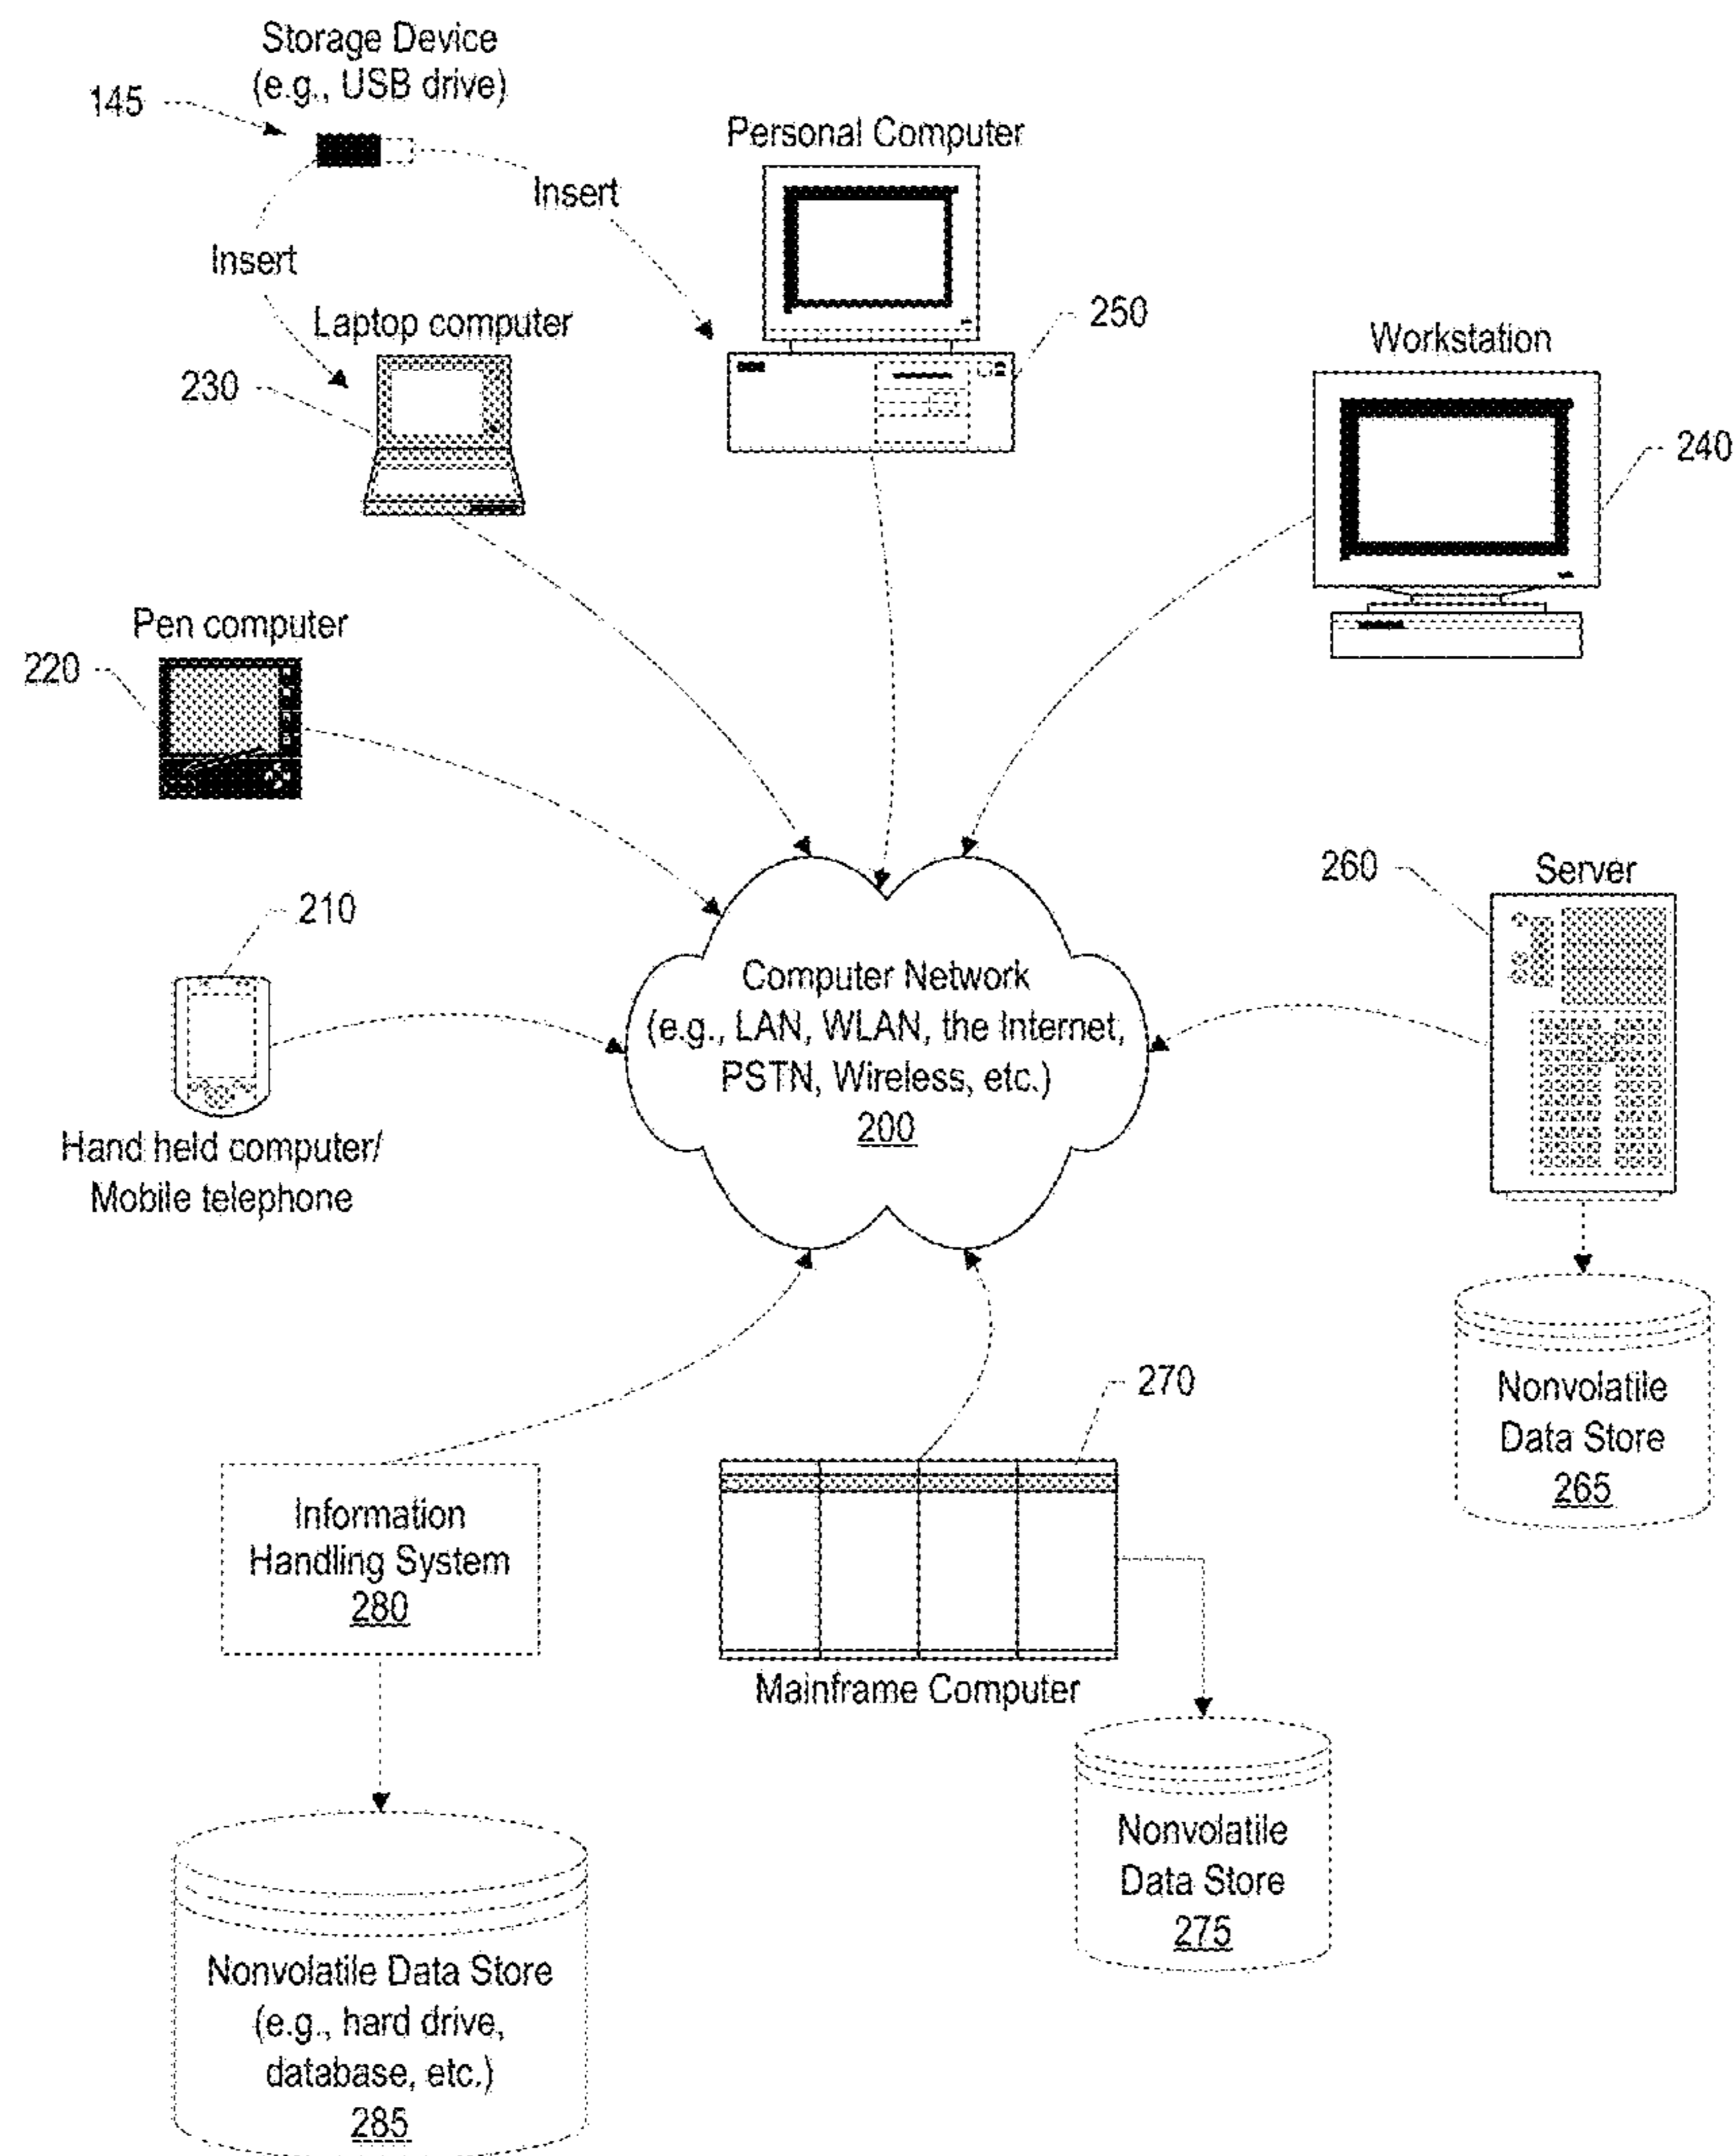 Storage Device
(e.g., USB drive)
145
Insert
Insert
Personal Computer
250
Laptop computer
230
Workstation
240
Pen computer
220
210
Hand held computer/
Mobile telephone
Computer Network
(e.g., LAN, WLAN, the Internet,
PSTN, Wireless, etc.)
200
260
Server
Nonvolatile
Data Store
265
270
Mainframe Computer
Nonvolatile
Data Store
275
Information
Handling System
280
Nonvolatile Data Store
(e.g., hard drive,
database, etc.)
285